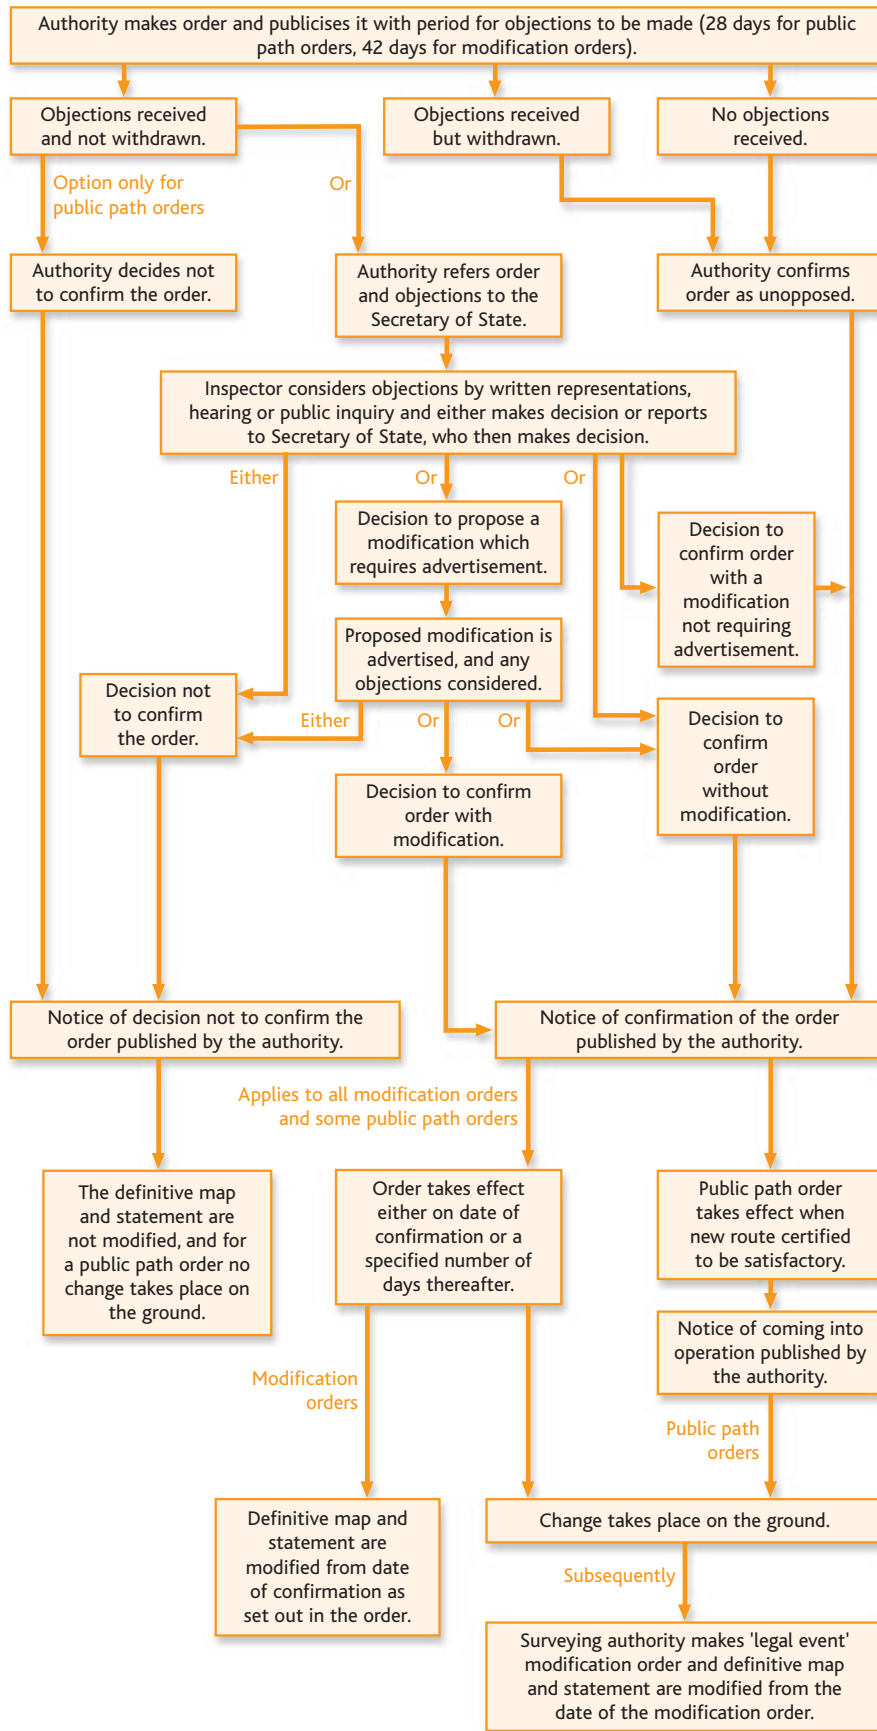 Authority makes order and publicises it with period for objections to be made (28 days for public
path orders, 42 days for modification orders).
Objections received
and not withdrawn.
Objections received
but withdrawn.
No objections
received.
Option only for
public path orders
Or
Authority decides not
to confirm the order.
Authority refers order
and objections to the
Secretary of State.
Authority confirms
order as unopposed.
Inspector considers objections by written representations,
hearing or public inquiry and either makes decision or reports
to Secretary of State, who then makes decision.
Either
Or
Or
Decision to propose a
modification which
requires advertisement.
Decision to
confirm order
with a
modification
not requiring
advertisement.
Proposed modification is
advertised, and any
objections considered.
Decision not
to confirm
the order.
Either
Or
Or
Decision to
confirm
order
without
modification.
Decision to confirm
order with
modification.
Notice of decision not to confirm the
order published by the authority.
Notice of confirmation of the order
published by the authority.
Applies to all modification orders
and some public path orders
The definitive map
and statement are
not modified, and for
a public path order no
change takes place on
the ground.
Order takes effect
either on date of
confirmation or a
specified number of
days thereafter.
Public path order
takes effect when
new route certified
to be satisfactory.
Notice of coming into
operation published by
the authority.
Modification
orders
Public path
orders
Definitive map and
statement are
modified from date
of confirmation as
set out in the order.
Change takes place on the ground.
Subsequently
Surveying authority makes 'legal event'
modification order and definitive map
and statement are modified from the
date of the modification order.